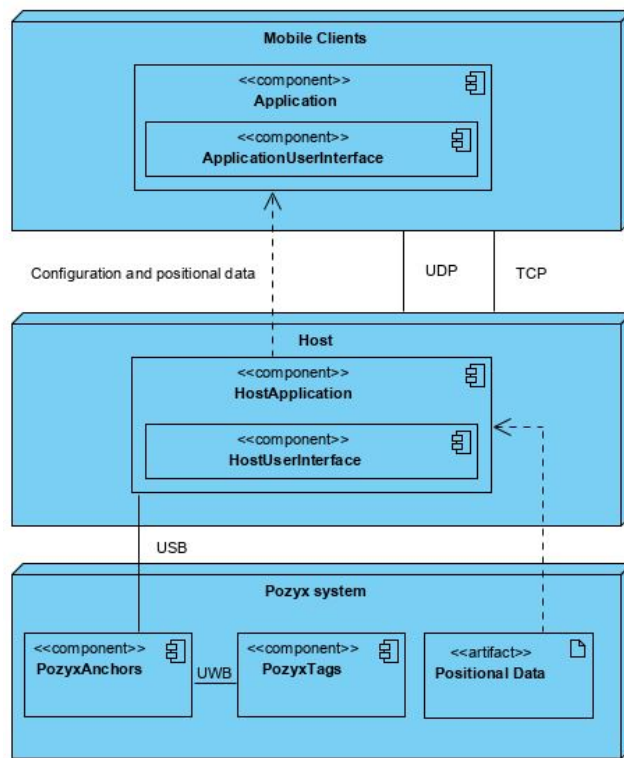 Mobile Clients
<<component>>
Application
<<component>>
ApplicationUserInterface
Configuration and positional data
UDP
TCP
Host
<<component>>
HostApplication
<<component>>
HostUserInterface
USB
Pozyx system
<<component>>
PozyxAnchors
UWB
<<component>>
PozyxTags
<<artifact>>
Positional Data